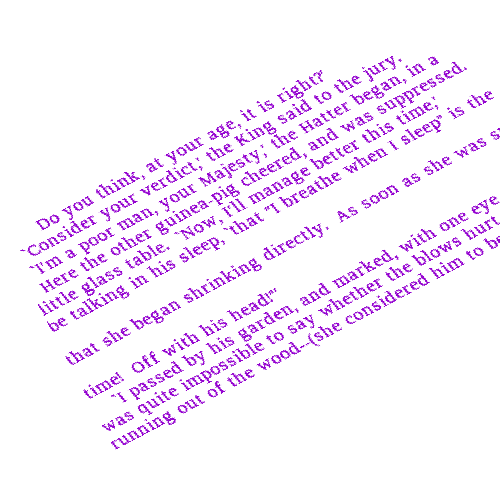 Do you think, at your age, it is right?'
`Consider your verdict,' the King said to the jury.
`I'm a poor man, your Majesty,' the Hatter began, in a
Here the other guinea-pig cheered, and was suppressed.
little glass table. `Now, I'll manage better this time,'
be talking in his sleep, `that "I breathe when I sleep" is the
that she began shrinking directly. As soon as she was
time! Off with his head!"'
`I passed by his garden, and marked, with one eye
was quite impossible to say whether the blows hurt
running out of the wood--(she considered him to